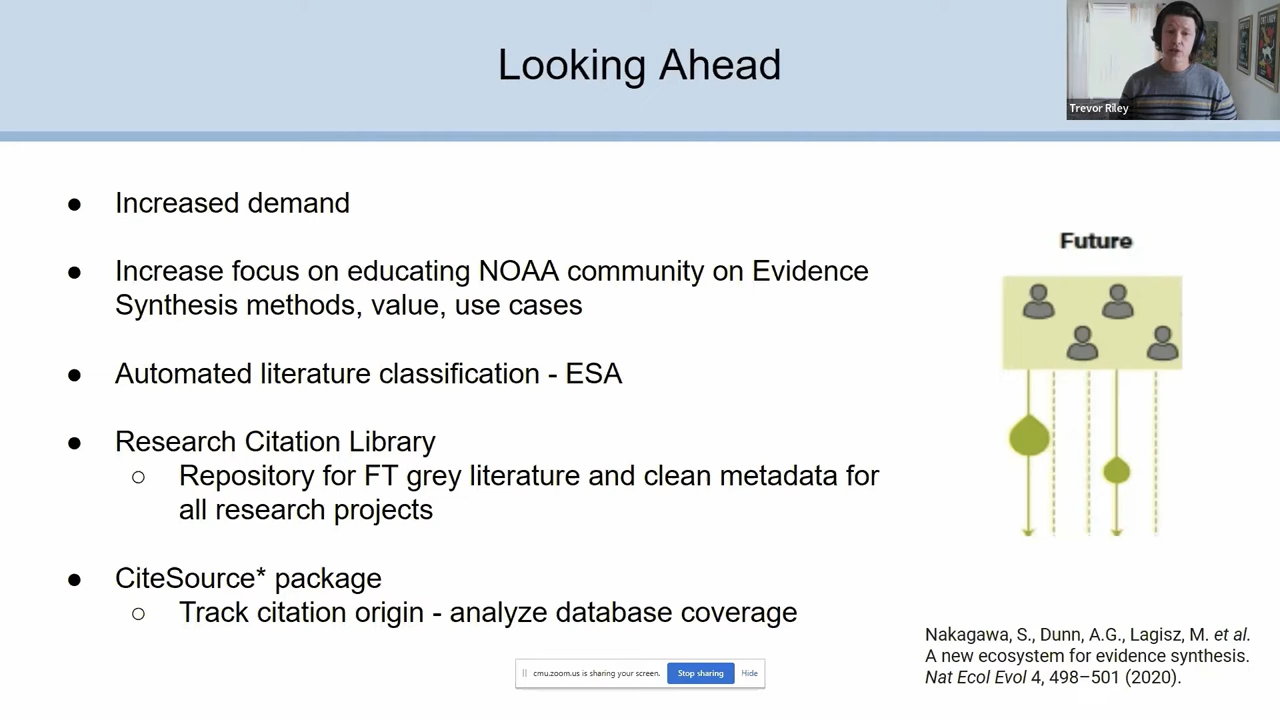 Looking Ahead
Trevor Riley
● Increased demand
● Increase focus on educating NOAA community on Evidence
Synthesis methods, value, use cases
● Automated literature classification - ESA
● Research Citation Library
○ Repository for FT grey literature and clean metadata for
all research projects
● CiteSource* package
○ Track citation origin - analyze database coverage
Future
Nakagawa, S., Dunn, A.G., Lagisz, M. et al.
A new ecosystem for evidence synthesis.
Nat Ecol Evol 4, 498–501 (2020).
cmu.zoom.us is sharing your screen. Stop sharing Hide